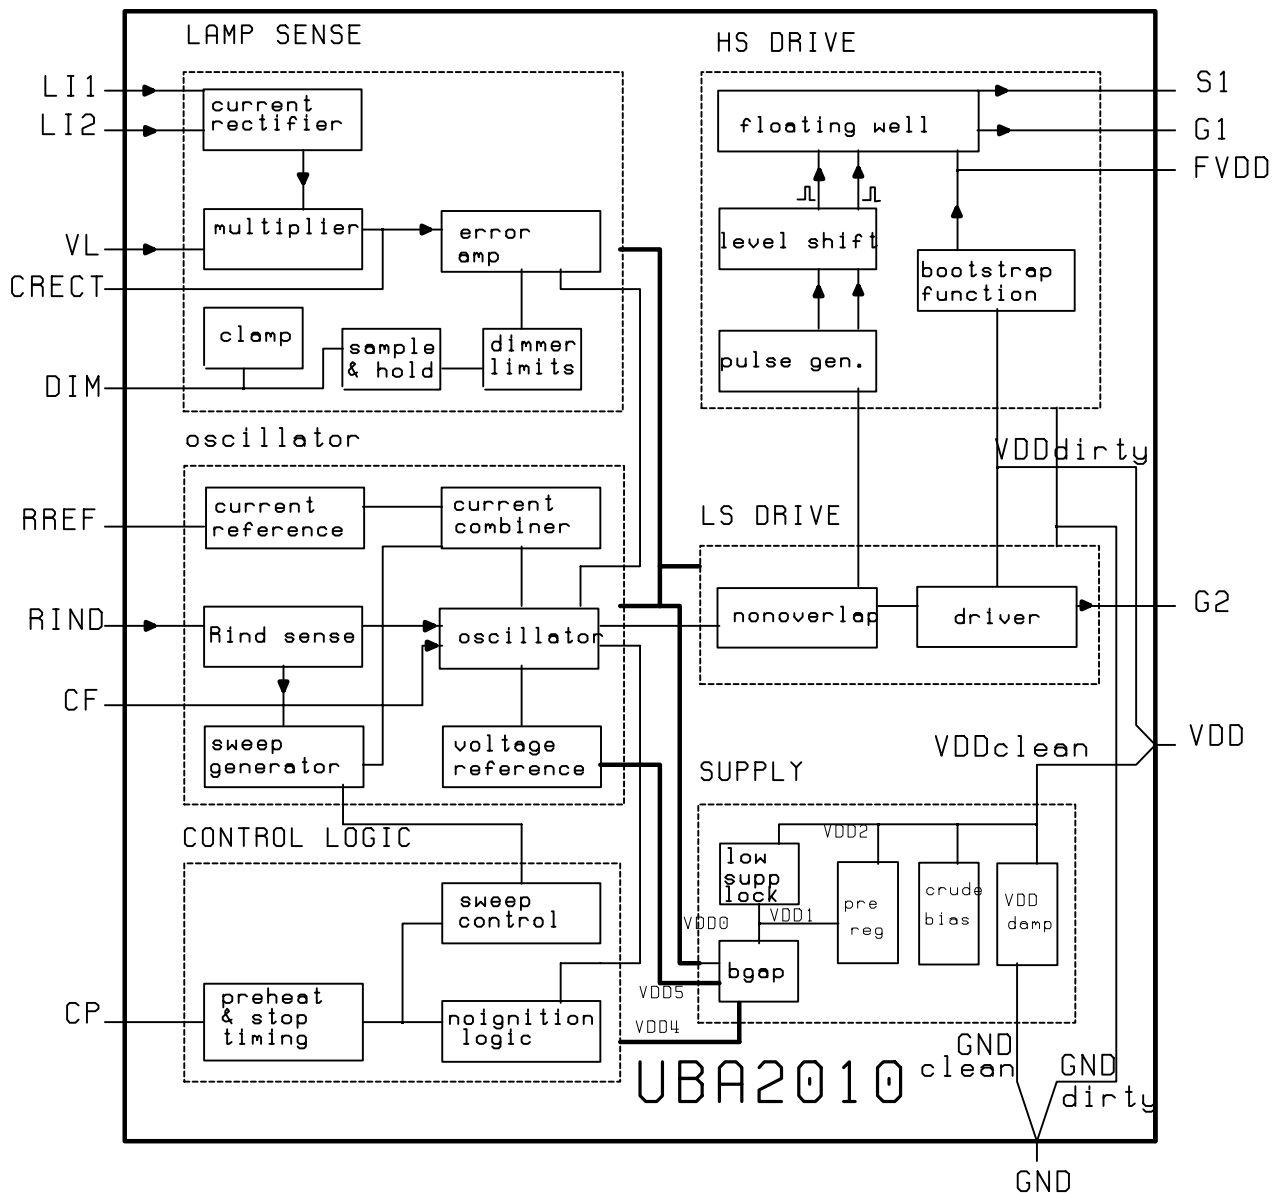 LAMP SENSE
HS DRIVE
LI1
LI2
current
rectifier
floating well
S1
G1
FVDD
VL
CRECT
multiplier
error
amp
level shift
bootstrap
function
DIM
clamp
sample
& hold
dimmer
limits
pulse gen.
oscillator
VDDdirty
RREF
current
reference
current
combiner
LS DRIVE
RIND
Rind sense
oscillator
nonoverlap
driver
G2
CF
sweep
generator
voltage
reference
VDDclean
VDD
SUPPLY
CONTROL LOGIC
VDD2
low
supp
lock
pre
reg
crude
bias
VDD
damp
VDD1
VDD0
sweep
control
bgap
VDD5
VDD4
CP
preheat
& stop
timing
noignition
logic
GND
clean
GND
dirty
UBA2010
GND